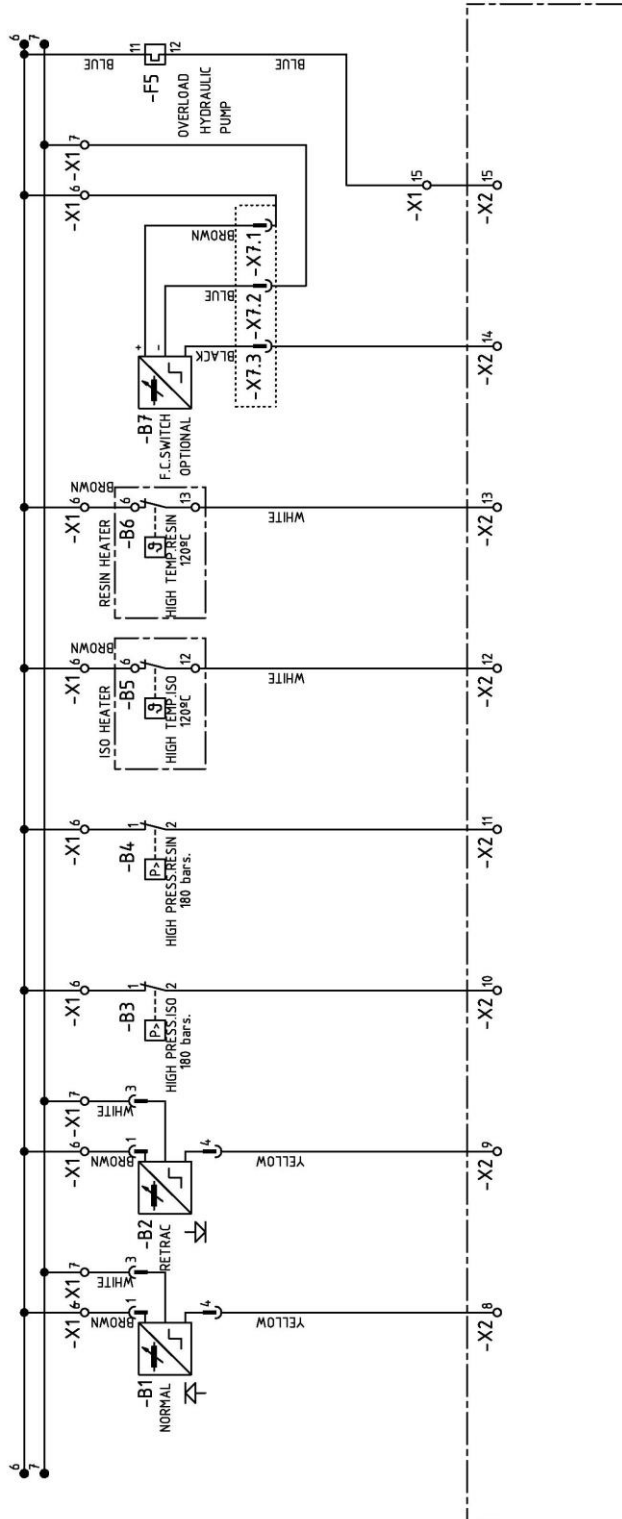 6
7
-X1 6
-X1 7
BROWN
WHITE
1
3
-B1
NORMAL
4
YELLOW
-X2 8
-X1 6
-X1 7
BROWN
WHITE
1
3
-B2
RETRAC
4
YELLOW
-X2 9
-X1 6
-B3
1
2
P>
HIGH PRESS.ISO
180 bars.
-X2 10
-X1 6
-B4
1
2
P>
HIGH PRESS.RESIN
180 bars.
-X2 11
-X1 6
BROWN
ISO HEATER
-B5
6
12
ϑ
HIGH TEMP.ISO
120ºC
WHITE
-X2 12
-X1 6
BROWN
RESIN HEATER
-B6
6
13
ϑ
HIGH TEMP.RESIN
120ºC
WHITE
-X2 13
-B7
+
-
F.C.SWITCH
OPTIONAL
BLACK
BLUE
BROWN
-X7.3
-X7.2
-X7.1
-X2 14
-X1 6
-X1 7
BLUE
11
12
-F5
OVERLOAD
HYDRAULIC
PUMP
BLUE
-X1 15
-X2 15
6
7